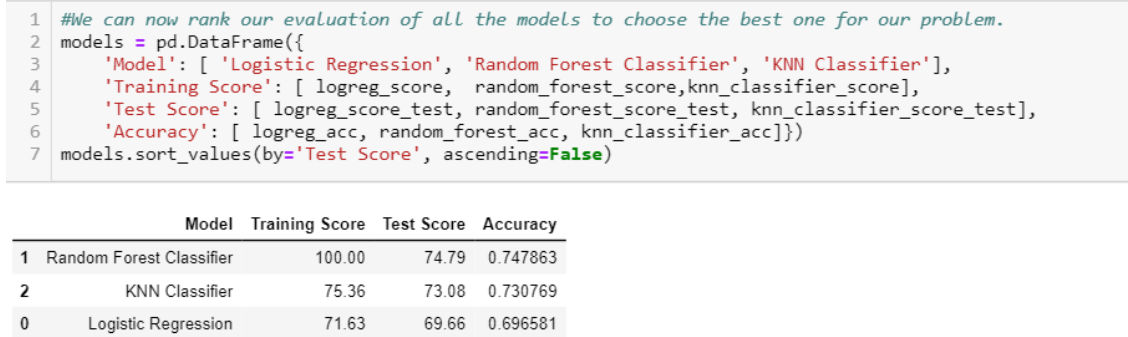 1 #We can now rank our evaluation of all the models to choose the best one for our problem.
2 models = pd.DataFrame({
3     'Model': [ 'Logistic Regression', 'Random Forest Classifier', 'KNN Classifier'],
4     'Training Score': [ logreg_score,  random_forest_score,knn_classifier_score],
5     'Test Score': [ logreg_score_test, random_forest_score_test, knn_classifier_score_test],
6     'Accuracy': [ logreg_acc, random_forest_acc, knn_classifier_acc]})
7 models.sort_values(by='Test Score', ascending=False)
Model Training Score Test Score Accuracy
1 Random Forest Classifier 100.00 74.79 0.747863
2 KNN Classifier 75.36 73.08 0.730769
0 Logistic Regression 71.63 69.66 0.696581